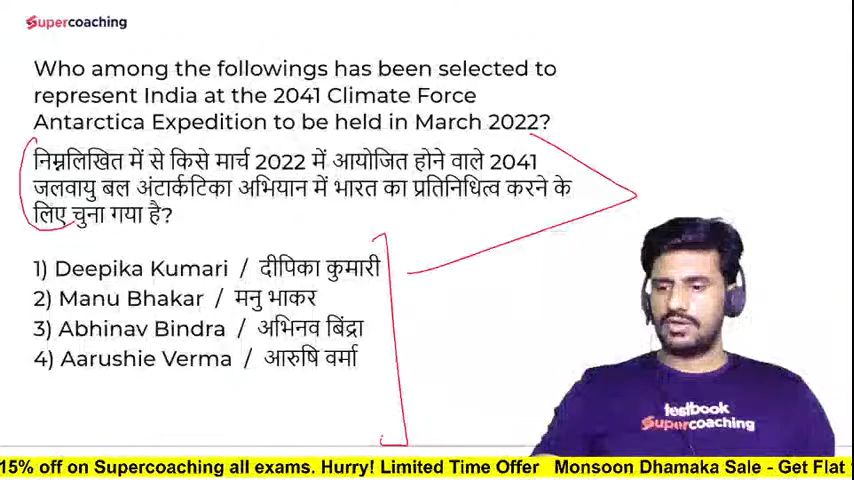 Supercoaching
Who among the followings has been selected to
represent India at the 2041 Climate Force
Antarctica Expedition to be held in March 2022?
निम्नलिखित में से किसे मार्च 2022 में आयोजित होने वाले 2041
जलवायु बल अंटार्कटिका अभियान में भारत का प्रतिनिधित्व करने के
लिए चुना गया है?
1) Deepika Kumari / दीपिका कुमारी
2) Manu Bhakar / मनु भाकर
3) Abhinav Bindra / अभिनव बिंद्रा
4) Aarushie Verma / आरुषि वर्मा
testbook
Supercoaching
15% off on Supercoaching all exams. Hurry! Limited Time Offer Monsoon Dhamaka Sale - Get Flat